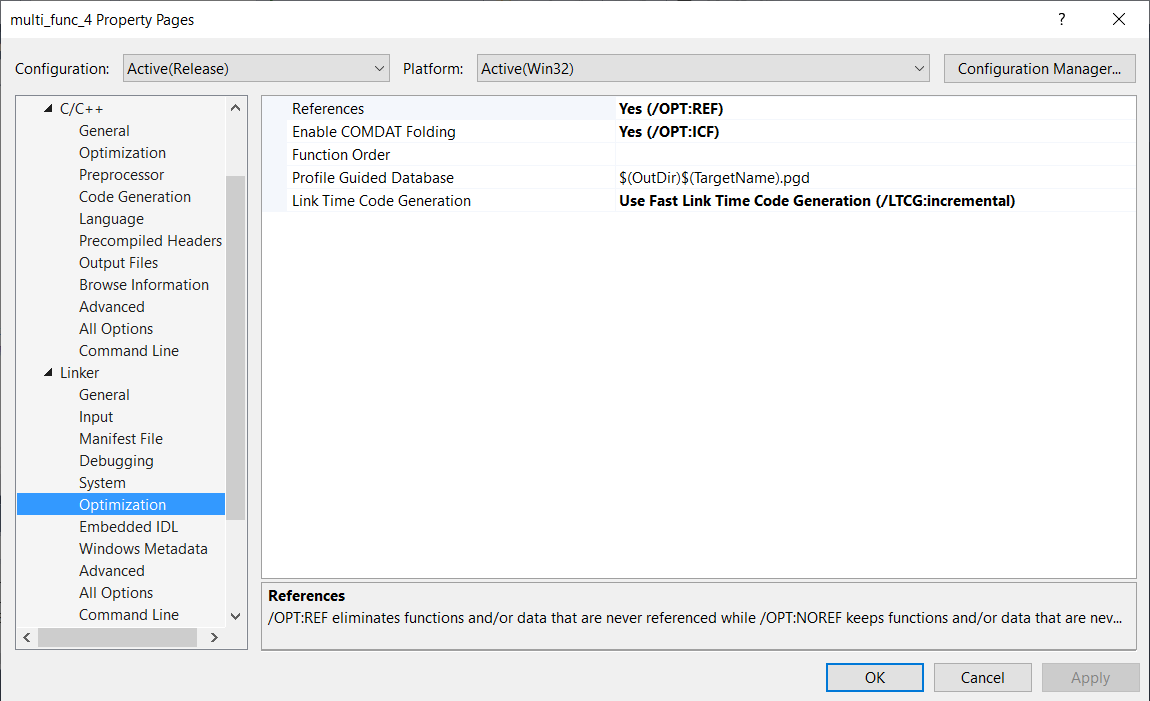 multi_func_4 Property Pages
?
Configuration: Active(Release) Platform: Active(Win32) Configuration Manager...
C/C++
General
Optimization
Preprocessor
Code Generation
Language
Precompiled Headers
Output Files
Browse Information
Advanced
All Options
Command Line
Linker
General
Input
Manifest File
Debugging
System
Optimization
Embedded IDL
Windows Metadata
Advanced
All Options
Command Line
References Yes (/OPT:REF)
Enable COMDAT Folding Yes (/OPT:ICF)
Function Order
Profile Guided Database $(OutDir)$(TargetName).pgd
Link Time Code Generation Use Fast Link Time Code Generation (/LTCG:incremental)
References
/OPT:REF eliminates functions and/or data that are never referenced while /OPT:NOREF keeps functions and/or data that are nev...
OK Cancel Apply